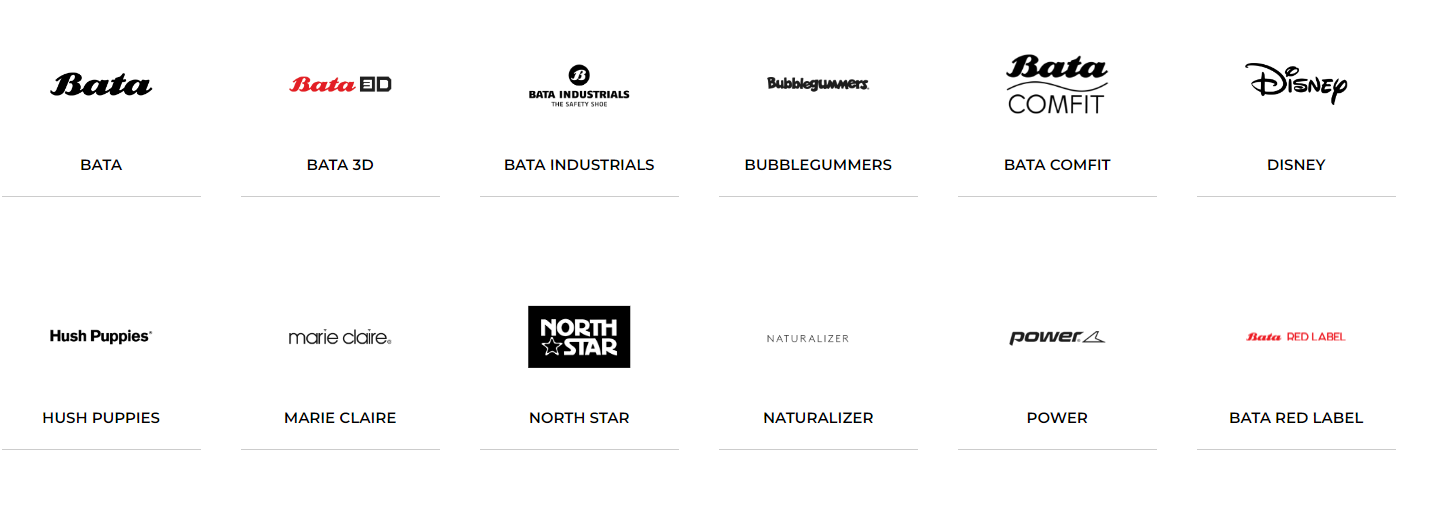 Bata
Bata 3D
B
BATA INDUSTRIALS
THE SAFETY SHOE
Bubblegummers
Bata
COMFIT
Disney
BATA
BATA 3D
BATA INDUSTRIALS
BUBBLEGUMMERS
BATA COMFIT
DISNEY
Hush Puppies®
marie claire®
NORTH
STAR
NATURALIZER
power®
Bata RED LABEL
HUSH PUPPIES
MARIE CLAIRE
NORTH STAR
NATURALIZER
POWER
BATA RED LABEL